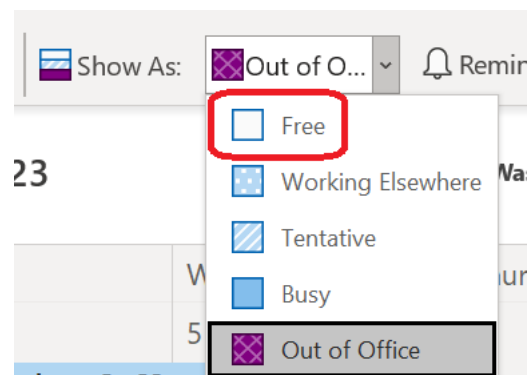 Show As: Out of O... Remin
Free
23
Working Elsewhere
Tentative
W
Busy
5
Out of Office